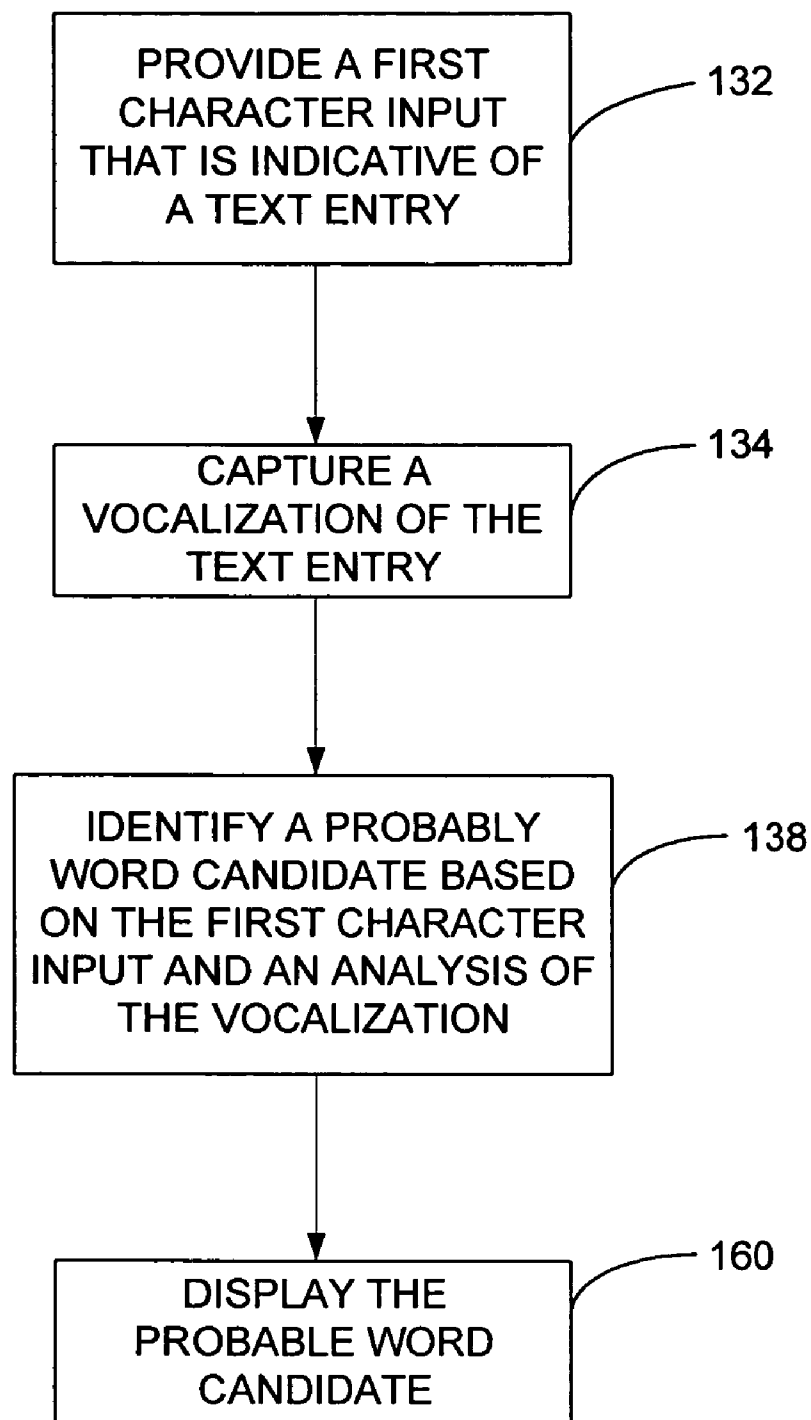 PROVIDE A FIRST
CHARACTER INPUT
THAT IS INDICATIVE OF
A TEXT ENTRY
132
CAPTURE A
VOCALIZATION OF THE
TEXT ENTRY
134
IDENTIFY A PROBABLY
WORD CANDIDATE BASED
ON THE FIRST CHARACTER
INPUT AND AN ANALYSIS OF
THE VOCALIZATION
138
DISPLAY THE
PROBABLE WORD
CANDIDATE
160